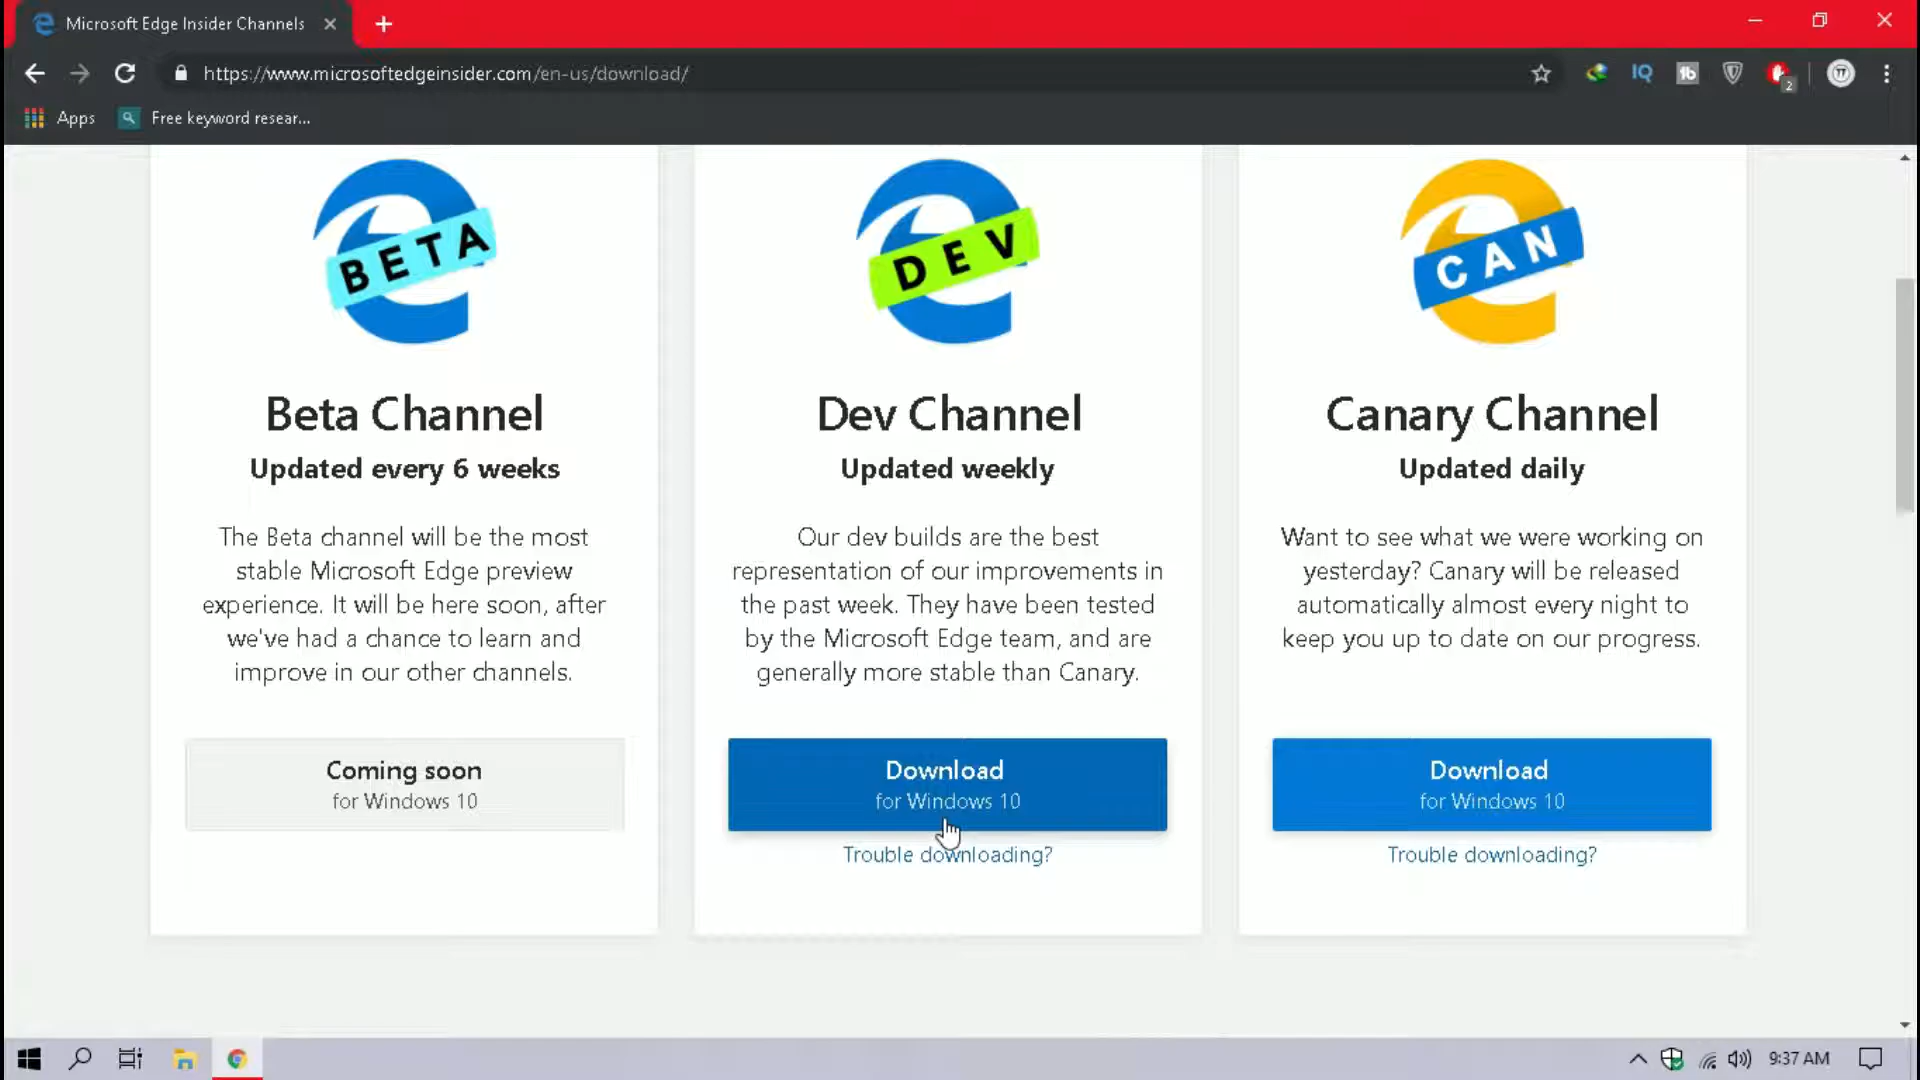 Microsoft Edge Insider Channels
https://www.microsoftedgeinsider.com/en-us/download/
IQ
tb
2
Apps
Free keyword resear...
BETA
DEV
CAN
Beta Channel
Updated every 6 weeks
The Beta channel will be the most
stable Microsoft Edge preview
experience. It will be here soon, after
we've had a chance to learn and
improve in our other channels.
Coming soon
for Windows 10
Dev Channel
Updated weekly
Our dev builds are the best
representation of our improvements in
the past week. They have been tested
by the Microsoft Edge team, and are
generally more stable than Canary.
Download
for Windows 10
Trouble downloading?
Canary Channel
Updated daily
Want to see what we were working on
yesterday? Canary will be released
automatically almost every night to
keep you up to date on our progress.
Download
for Windows 10
Trouble downloading?
9:37 AM